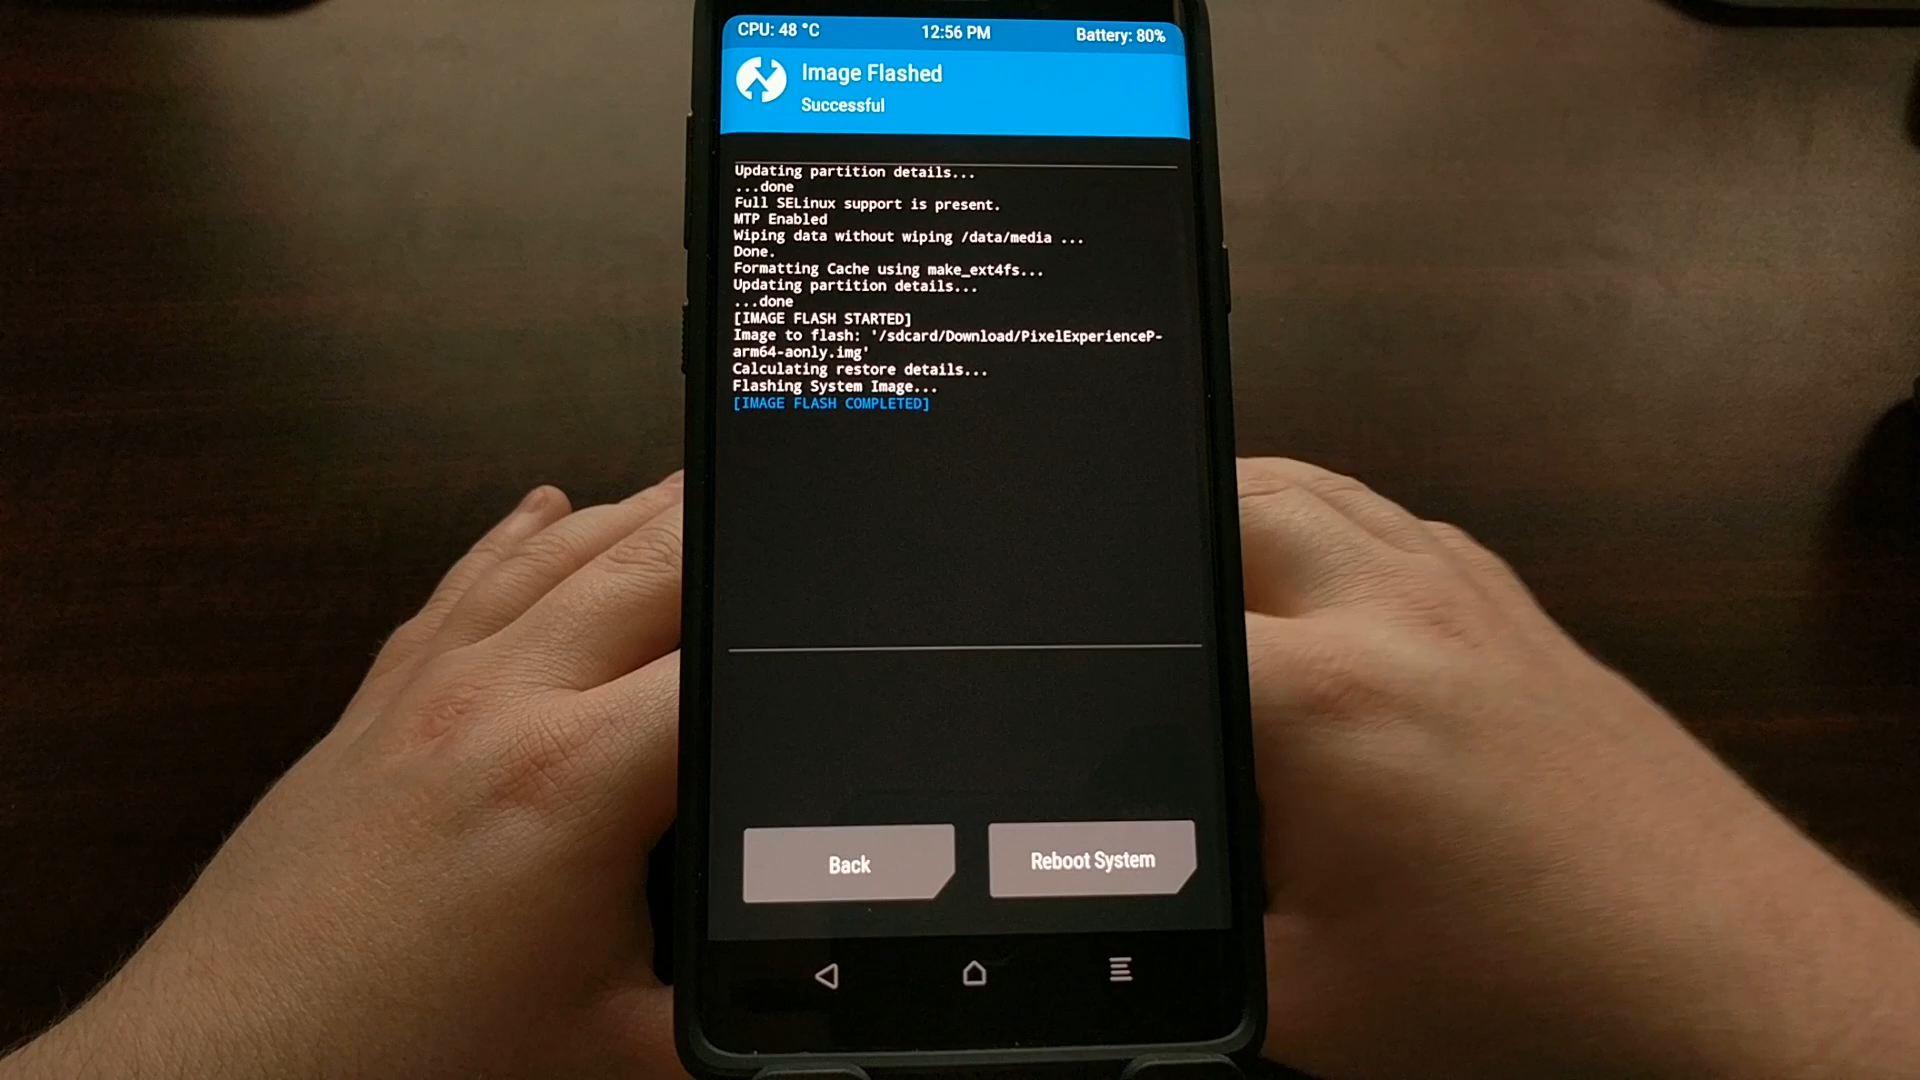 CPU: 48 °C 12:56 PM Battery: 80%
Image Flashed
Successful
Updating partition details...
...done
Full SELinux support is present.
MTP Enabled
Wiping data without wiping /data/media ...
Done.
Formatting Cache using make_ext4fs...
Updating partition details...
...done
[IMAGE FLASH STARTED]
Image to flash: '/sdcard/Download/PixelExperienceP-
arm64-aonly.img'
Calculating restore details...
Flashing System Image...
[IMAGE FLASH COMPLETED]
Back Reboot System